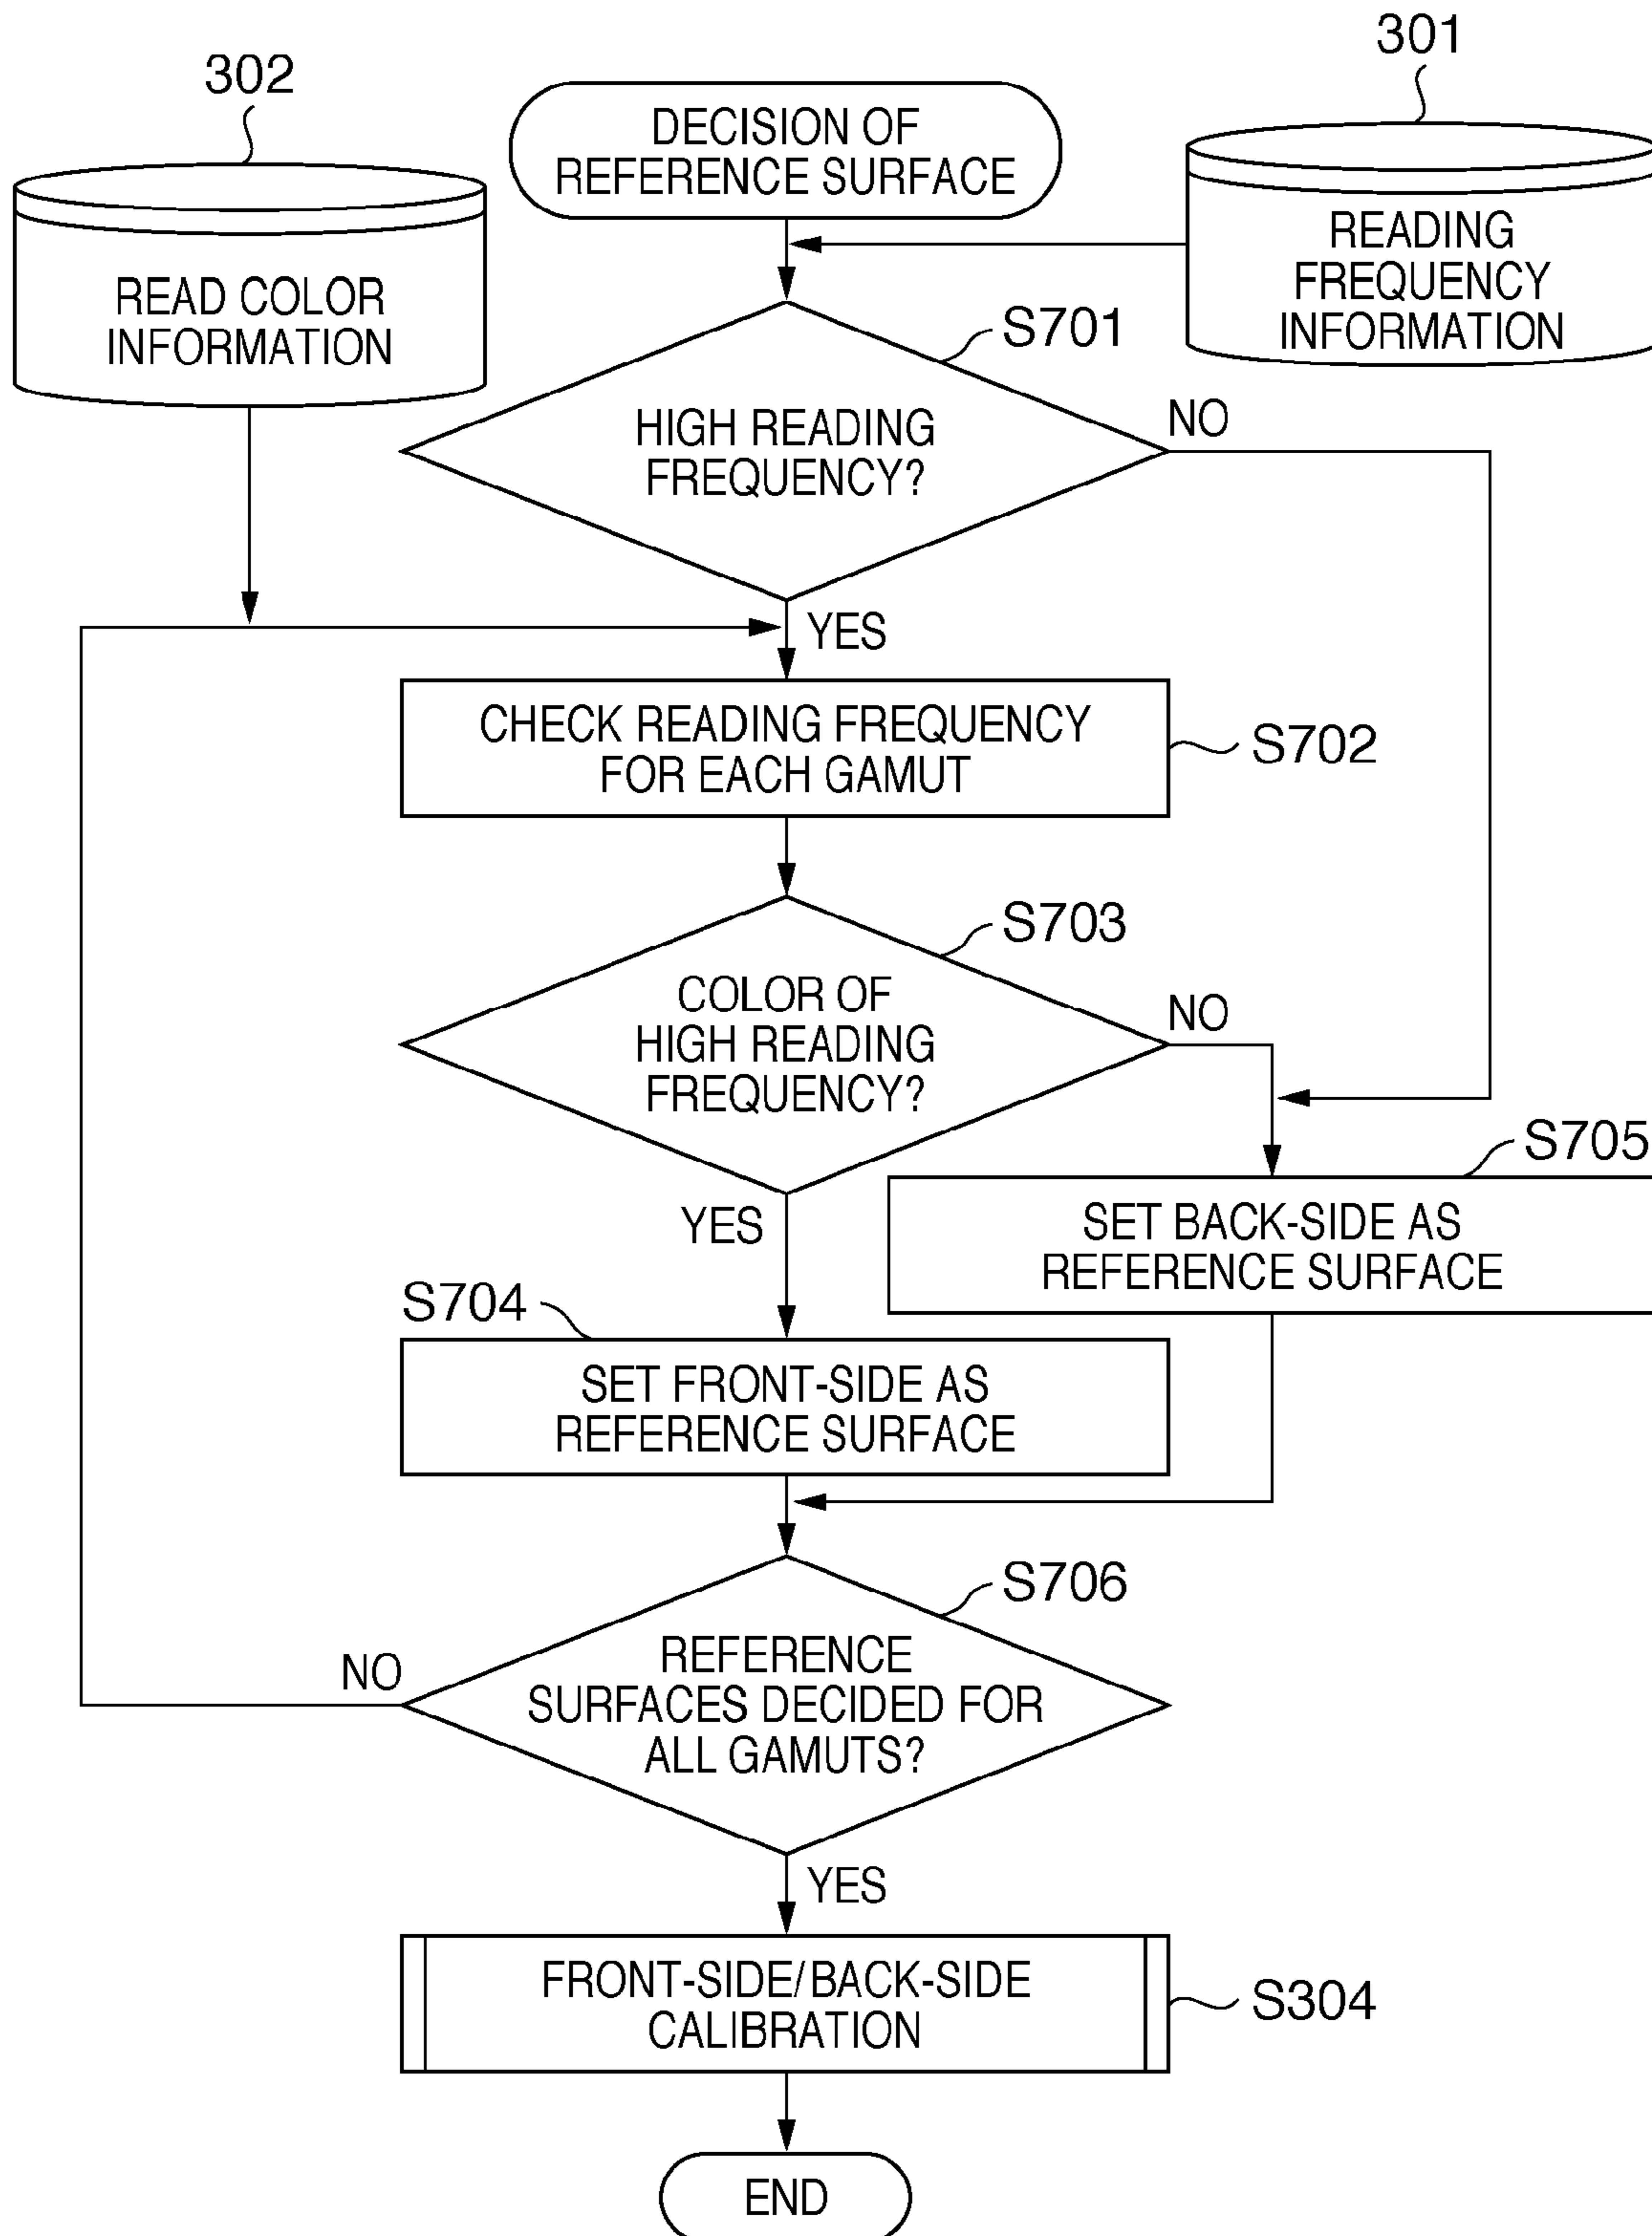 301
302
DECISION OF
REFERENCE SURFACE
READING
FREQUENCY
INFORMATION
READ COLOR
INFORMATION
S701
HIGH READING
FREQUENCY?
NO
YES
CHECK READING FREQUENCY
FOR EACH GAMUT
S702
S703
COLOR OF
HIGH READING
FREQUENCY?
NO
YES
S705
SET BACK-SIDE AS
REFERENCE SURFACE
S704
SET FRONT-SIDE AS
REFERENCE SURFACE
S706
REFERENCE
SURFACES DECIDED FOR
ALL GAMUTS?
NO
YES
FRONT-SIDE/BACK-SIDE
CALIBRATION
S304
END